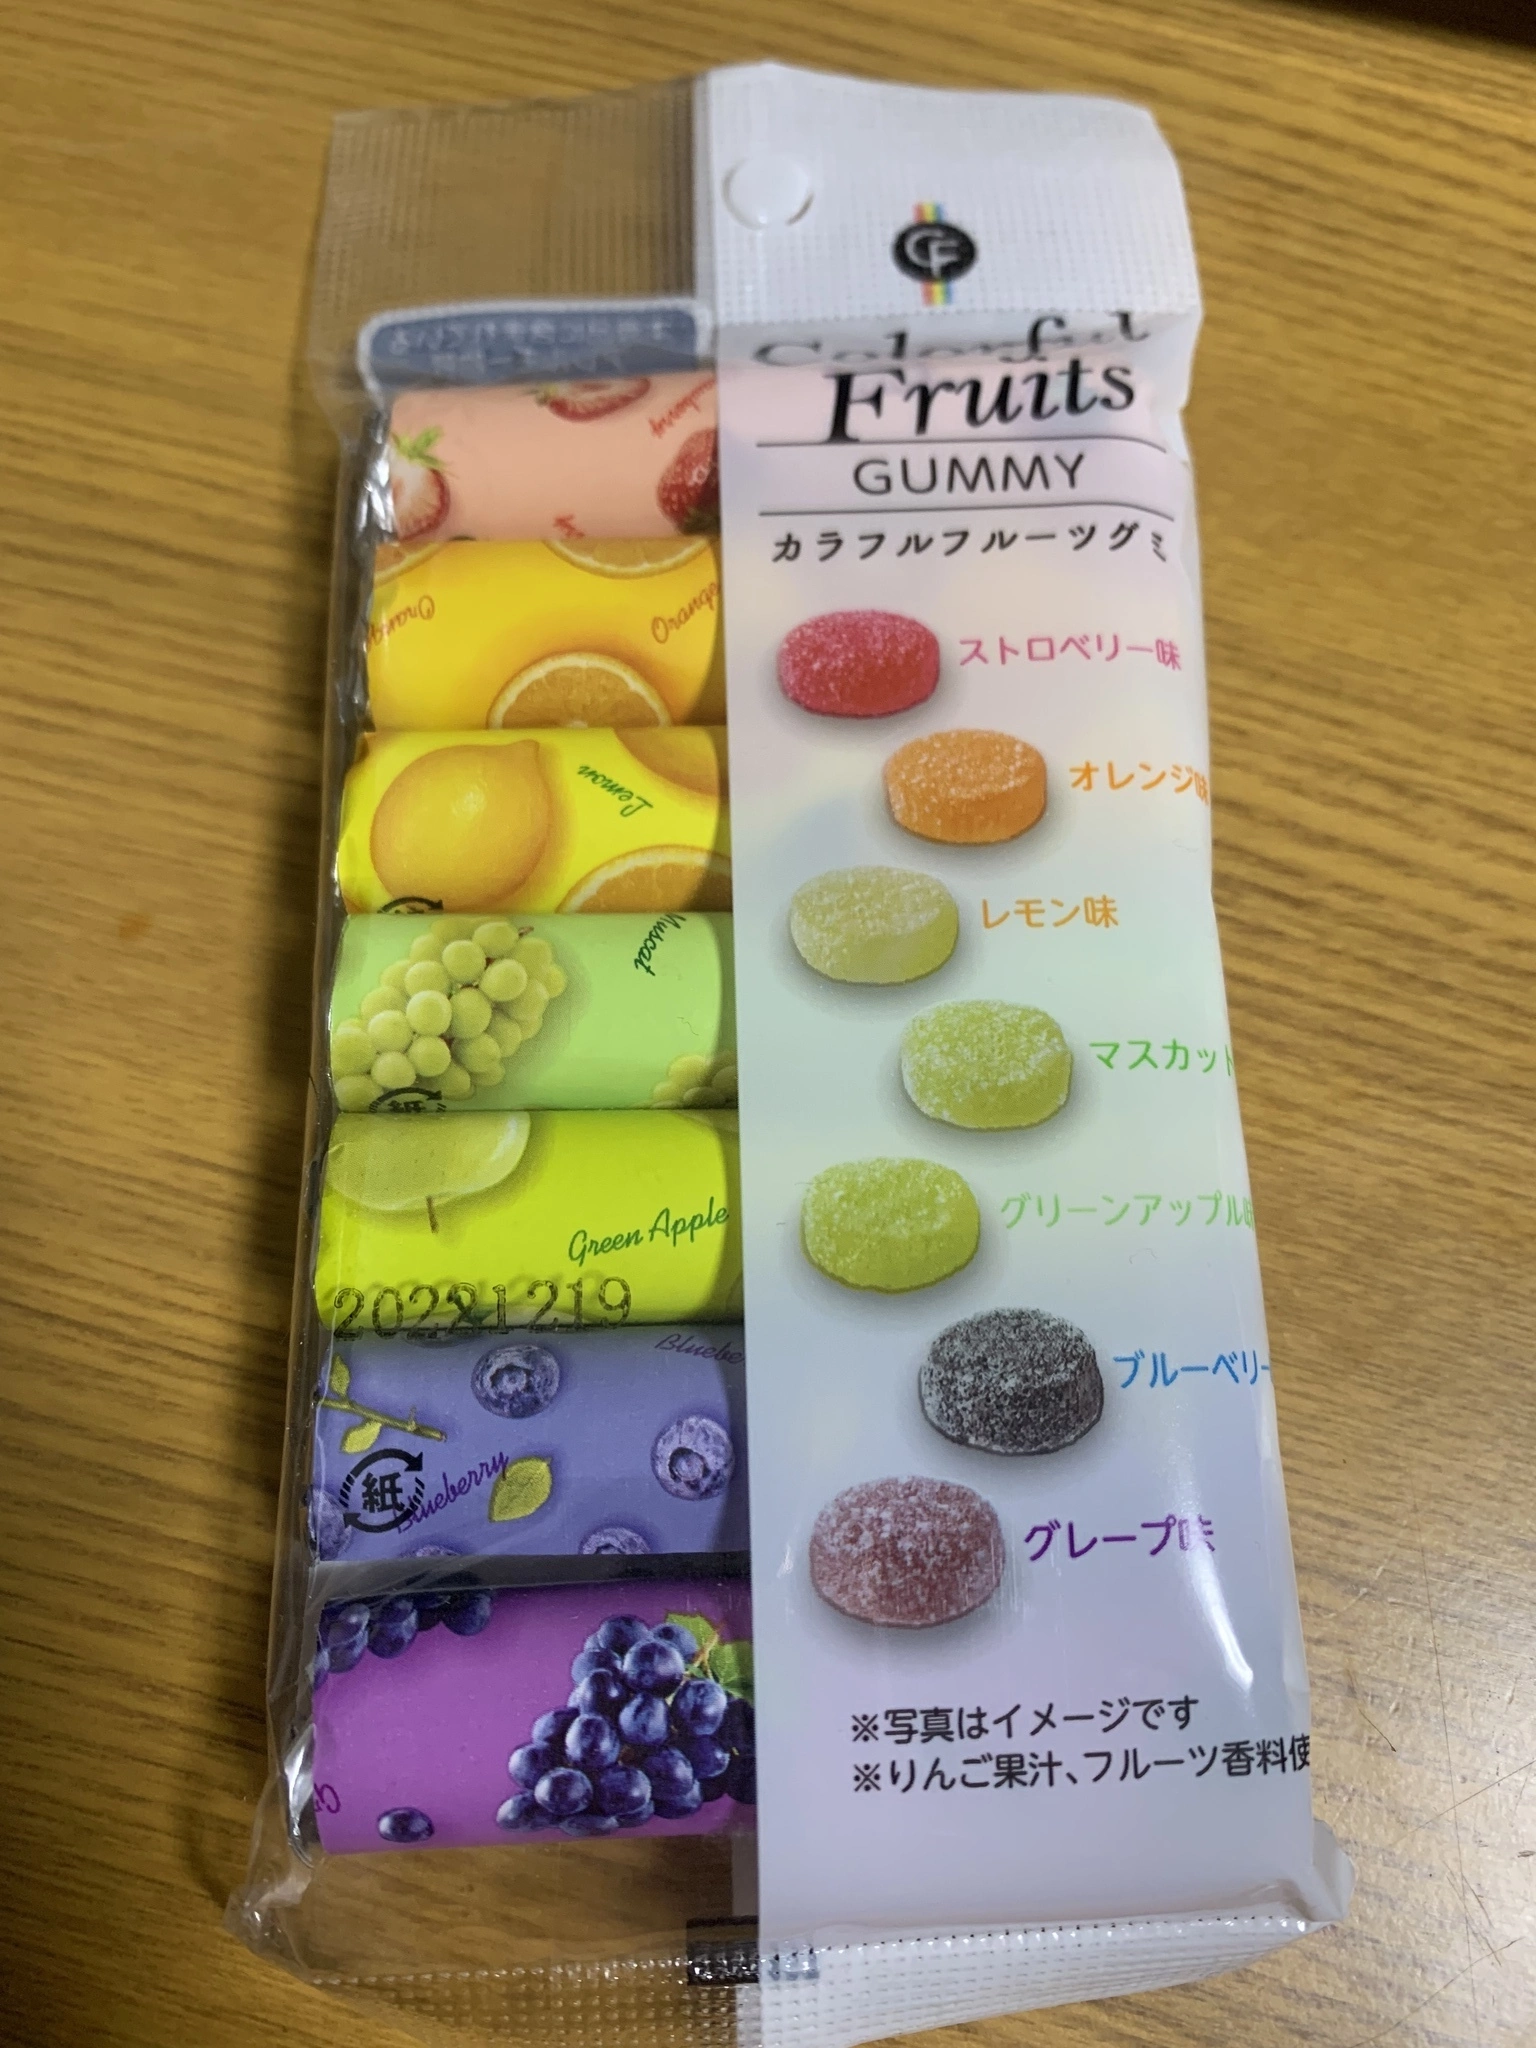 CF
Colorful
Fruits
GUMMY
カラフルフルーツグミ
ストロベリー味
オレンジ味
レモン味
マスカット
グリーンアップル味
ブルーベリー
グレープ味
※写真はイメージです
※りんご果汁、フルーツ香料使
Orange
Orange
Lemon
Muscat
紙
Green Apple
20221219
Blueberry
紙